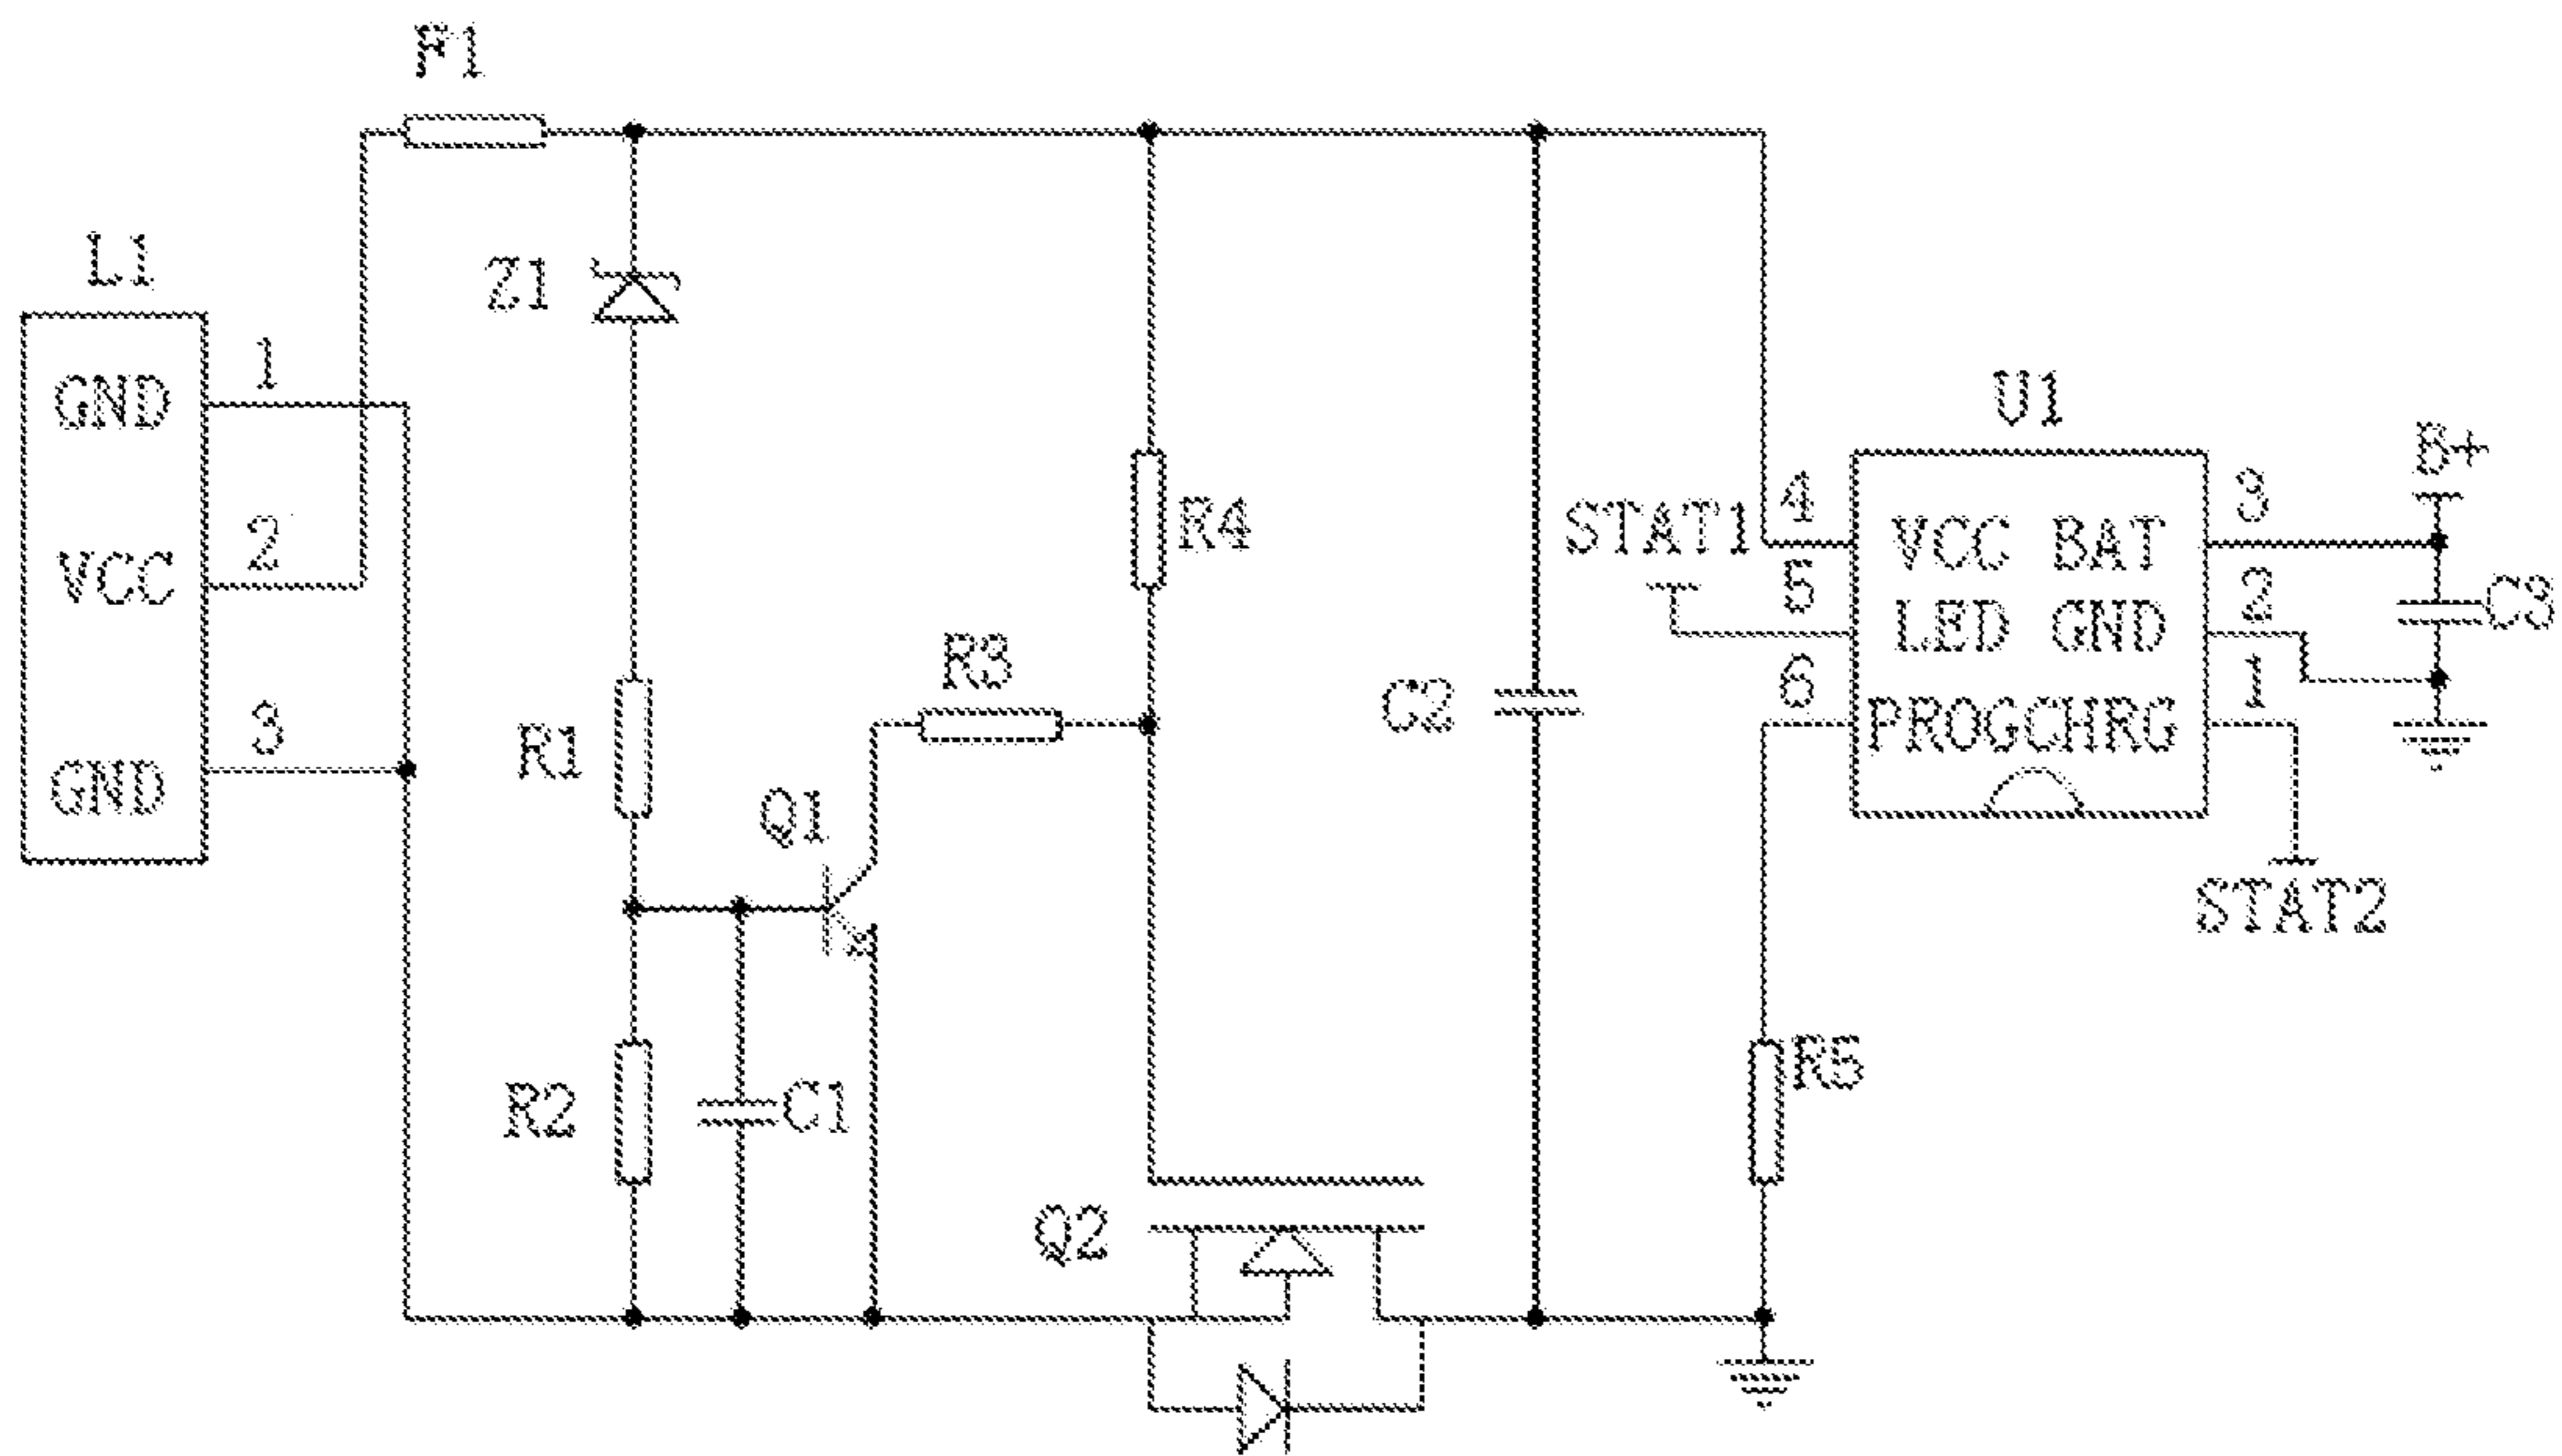 F1
L1
GND 1
VCC 2
GND 3
Z1
R1
R2
C1
Q1
R3
R4
Q2
C2
U1
STAT1
4 VCC BAT 3
5 LED GND 2
6 PROGCHRG 1
B+
C3
STAT2
R5